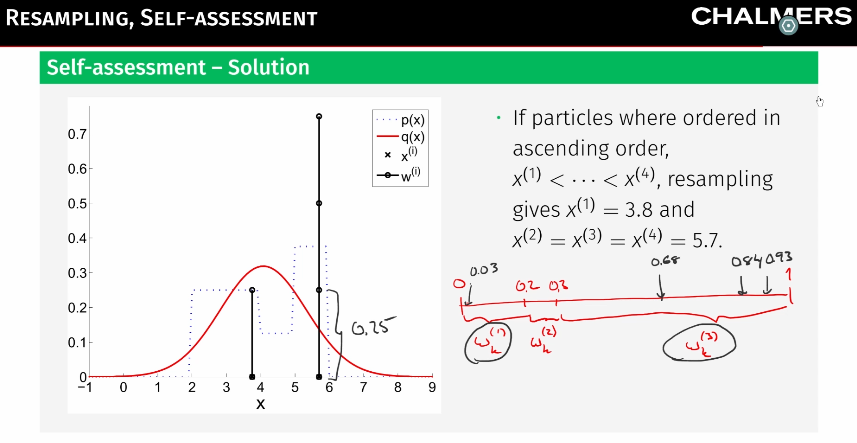 RESAMPLING, SELF-ASSESSMENT
CHALMERS
Self-assessment – Solution
p(x)
q(x)
x^(i)
w^(i)
0.7
0.6
0.5
0.4
0.3
0.2
0.1
0
−1 0 1 2 3 4 5 6 7 8 9
x
0.25
• If particles where ordered in
ascending order,
x^(1) < ··· < x^(4), resampling
gives x^(1) = 3.8 and
x^(2) = x^(3) = x^(4) = 5.7.
0 0.03 0.2 0.3 0.68 0.84 0.93 1
w_k^(1) w_k^(2) w_k^(3)